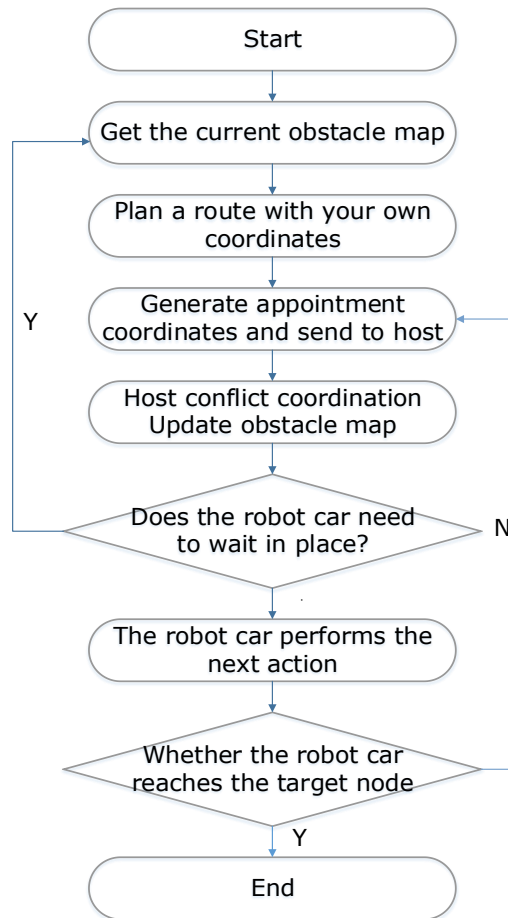 Start
Get the current obstacle map
Plan a route with your own
coordinates
Generate appointment
coordinates and send to host
Y
Host conflict coordination
Update obstacle map
Does the robot car need
to wait in place?
N
The robot car performs the
next action
Whether the robot car
reaches the target node
Y
End